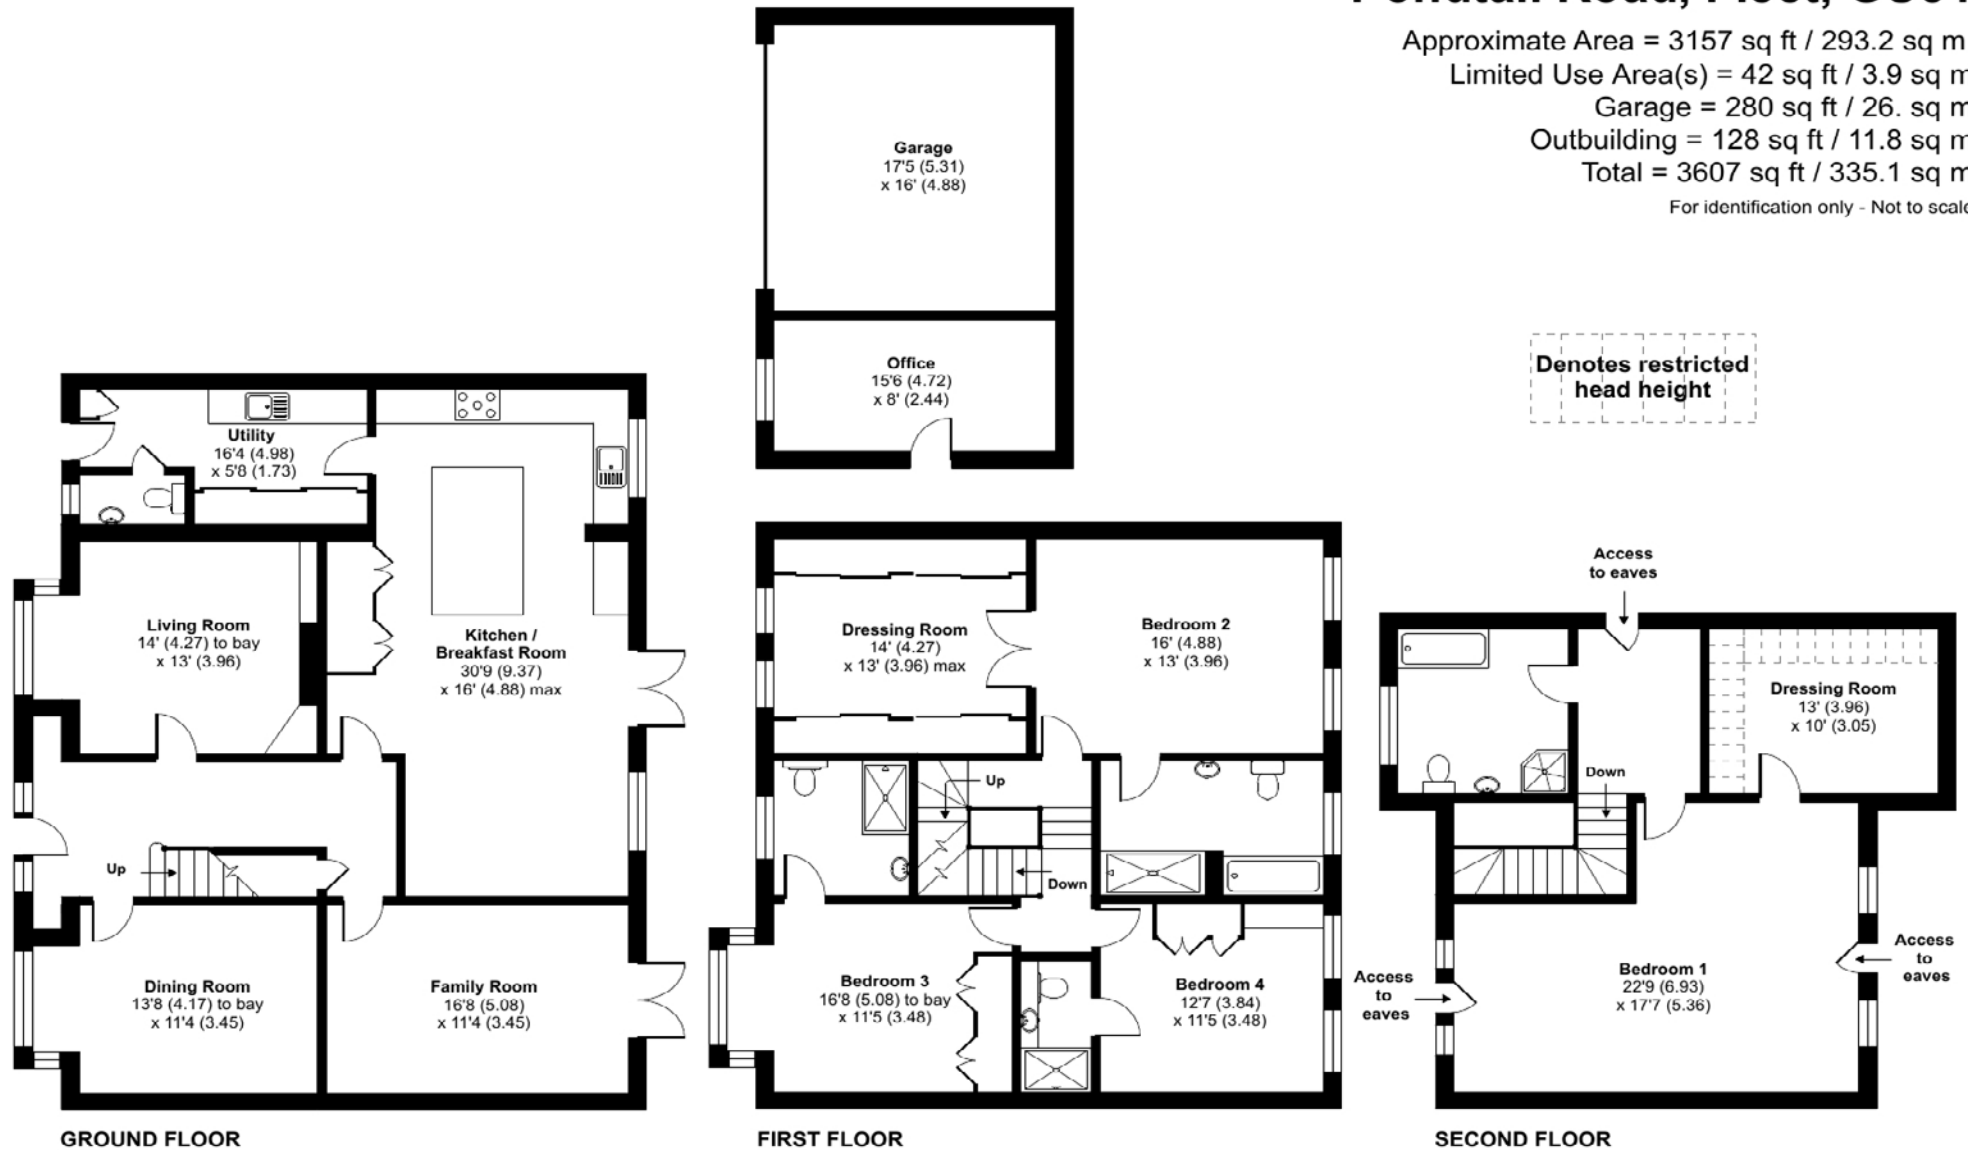 Approximate Area = 3157 sq ft / 293.2 sq m
Limited Use Area(s) = 42 sq ft / 3.9 sq m
Garage = 280 sq ft / 26. sq m
Outbuilding = 128 sq ft / 11.8 sq m
Total = 3607 sq ft / 335.1 sq m
For identification only - Not to scale
Denotes restricted
head height
Garage
17'5 (5.31)
x 16' (4.88)
Office
15'6 (4.72)
x 8' (2.44)
Utility
16'4 (4.98)
x 5'8 (1.73)
Living Room
14' (4.27) to bay
x 13' (3.96)
Kitchen /
Breakfast Room
30'9 (9.37)
x 16' (4.88) max
Up
Dining Room
13'8 (4.17) to bay
x 11'4 (3.45)
Family Room
16'8 (5.08)
x 11'4 (3.45)
GROUND FLOOR
Dressing Room
14' (4.27)
x 13' (3.96) max
Bedroom 2
16' (4.88)
x 13' (3.96)
Up
Down
Bedroom 3
16'8 (5.08) to bay
x 11'5 (3.48)
Bedroom 4
12'7 (3.84)
x 11'5 (3.48)
FIRST FLOOR
Access
to eaves
Dressing Room
13' (3.96)
x 10' (3.05)
Down
Access
to
eaves
Bedroom 1
22'9 (6.93)
x 17'7 (5.36)
Access
to
eaves
SECOND FLOOR